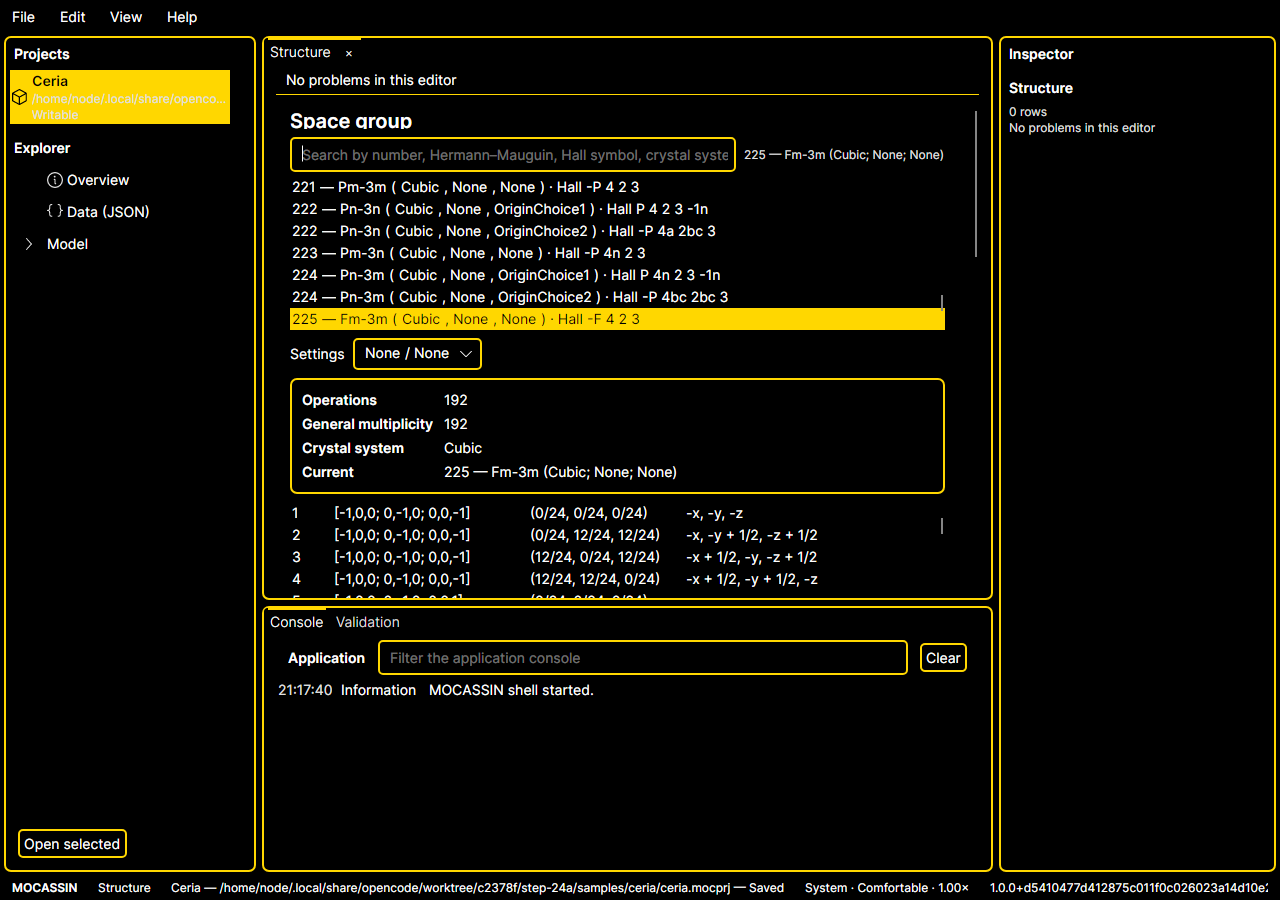 File Edit View Help
Projects
Ceria
/home/node/.local/share/openco...
Writable
Explorer
Overview
{ } Data (JSON)
Model
Open selected
Structure ×
No problems in this editor
Space group
Search by number, Hermann–Mauguin, Hall symbol, crystal syste
225 — Fm-3m (Cubic; None; None)
221 — Pm-3m ( Cubic , None , None ) · Hall -P 4 2 3
222 — Pn-3n ( Cubic , None , OriginChoice1 ) · Hall P 4 2 3 -1n
222 — Pn-3n ( Cubic , None , OriginChoice2 ) · Hall -P 4a 2bc 3
223 — Pm-3n ( Cubic , None , None ) · Hall -P 4n 2 3
224 — Pn-3m ( Cubic , None , OriginChoice1 ) · Hall P 4n 2 3 -1n
224 — Pn-3m ( Cubic , None , OriginChoice2 ) · Hall -P 4bc 2bc 3
225 — Fm-3m ( Cubic , None , None ) · Hall -F 4 2 3
Settings None / None
Operations 192
General multiplicity 192
Crystal system Cubic
Current 225 — Fm-3m (Cubic; None; None)
1 [-1,0,0; 0,-1,0; 0,0,-1] (0/24, 0/24, 0/24) -x, -y, -z
2 [-1,0,0; 0,-1,0; 0,0,-1] (0/24, 12/24, 12/24) -x, -y + 1/2, -z + 1/2
3 [-1,0,0; 0,-1,0; 0,0,-1] (12/24, 0/24, 12/24) -x + 1/2, -y, -z + 1/2
4 [-1,0,0; 0,-1,0; 0,0,-1] (12/24, 12/24, 0/24) -x + 1/2, -y + 1/2, -z
Console Validation
Application Filter the application console Clear
21:17:40 Information MOCASSIN shell started.
Inspector
Structure
0 rows
No problems in this editor
MOCASSIN Structure Ceria — /home/node/.local/share/opencode/worktree/c2378f/step-24a/samples/ceria/ceria.mocprj — Saved System · Comfortable · 1.00× 1.0.0+d5410477d412875c011f0c026023a14d10e2